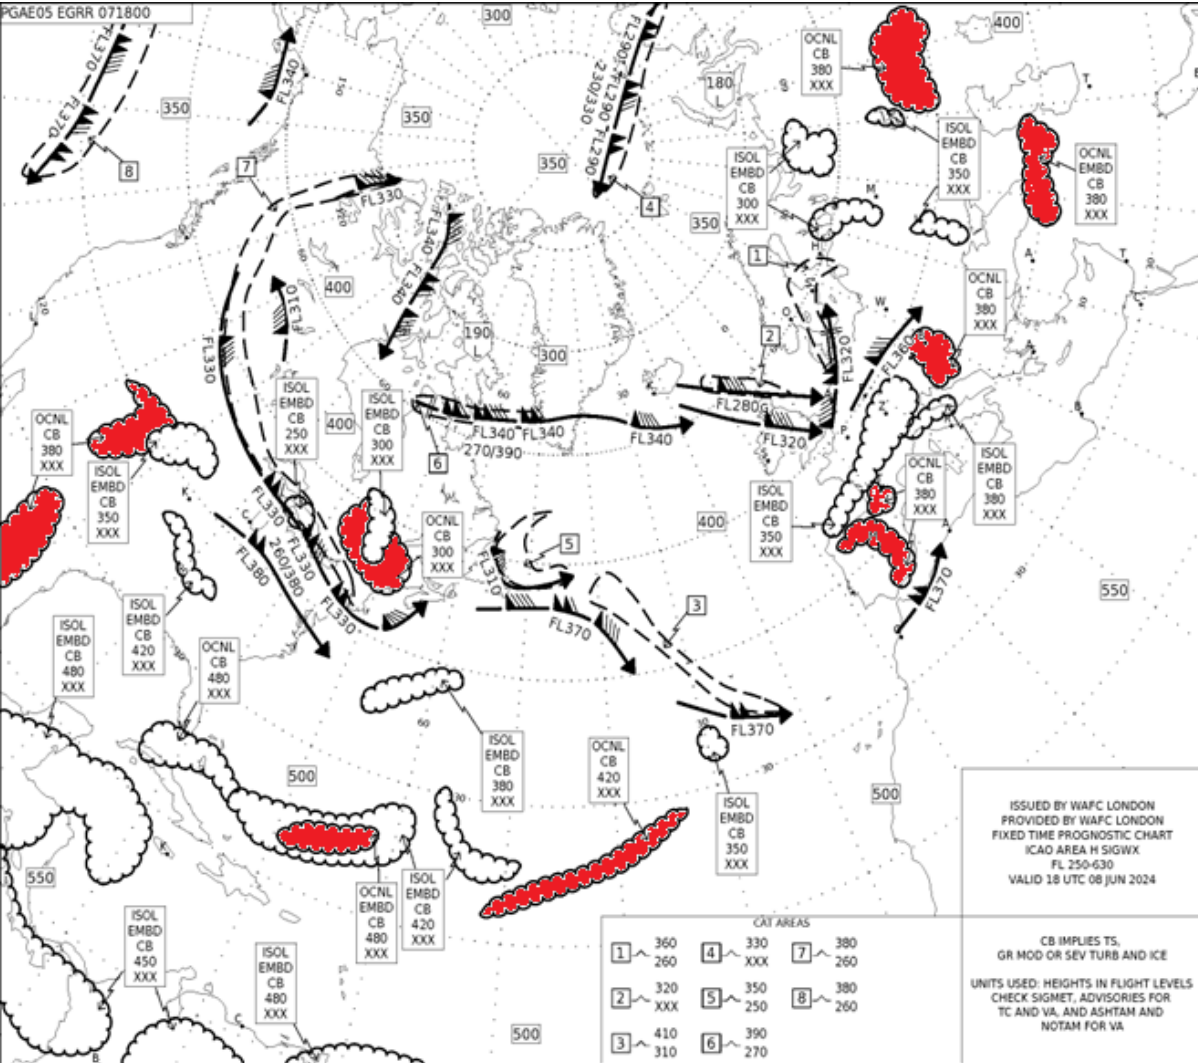 PGAE05 EGRR 071800
300
400
OCNL
CB
380
XXX
180
L
350
350
350
FL370
FL370
FL340
FL290
FL290
230/330
FL290
8
7
4
ISOL
EMBD
CB
350
XXX
OCNL
EMBD
CB
380
XXX
ISOL
EMBD
CB
300
XXX
350
FL330
FL340
FL340
1
400
FL310
190
L
300
2
OCNL
CB
380
XXX
FL320
FL360
FL330
FL280
FL320
FL340
FL340
270/390
FL340
6
400
ISOL
EMBD
CB
250
XXX
ISOL
EMBD
CB
300
XXX
OCNL
CB
380
XXX
ISOL
EMBD
CB
350
XXX
ISOL
EMBD
CB
380
XXX
OCNL
CB
380
XXX
ISOL
EMBD
CB
350
XXX
400
OCNL
CB
300
XXX
5
FL330
FL330
260/380
FL330
FL380
FL310
FL370
FL370
FL370
3
550
ISOL
EMBD
CB
420
XXX
ISOL
EMBD
CB
480
XXX
OCNL
CB
480
XXX
ISOL
EMBD
CB
380
XXX
OCNL
CB
420
XXX
ISOL
EMBD
CB
350
XXX
500
500
550
OCNL
EMBD
CB
480
XXX
ISOL
EMBD
CB
420
XXX
ISOL
EMBD
CB
450
XXX
ISOL
EMBD
CB
480
XXX
500
ISSUED BY WAFC LONDON
PROVIDED BY WAFC LONDON
FIXED TIME PROGNOSTIC CHART
ICAO AREA H SIGWX
FL 250-630
VALID 18 UTC 08 JUN 2024
CAT AREAS
1 360 260
4 330 XXX
7 380 260
2 320 XXX
5 350 250
8 380 260
3 410 310
6 390 270
CB IMPLIES TS,
GR MOD OR SEV TURB AND ICE
UNITS USED: HEIGHTS IN FLIGHT LEVELS
CHECK SIGMET, ADVISORIES FOR
TC AND VA, AND ASHTAM AND
NOTAM FOR VA